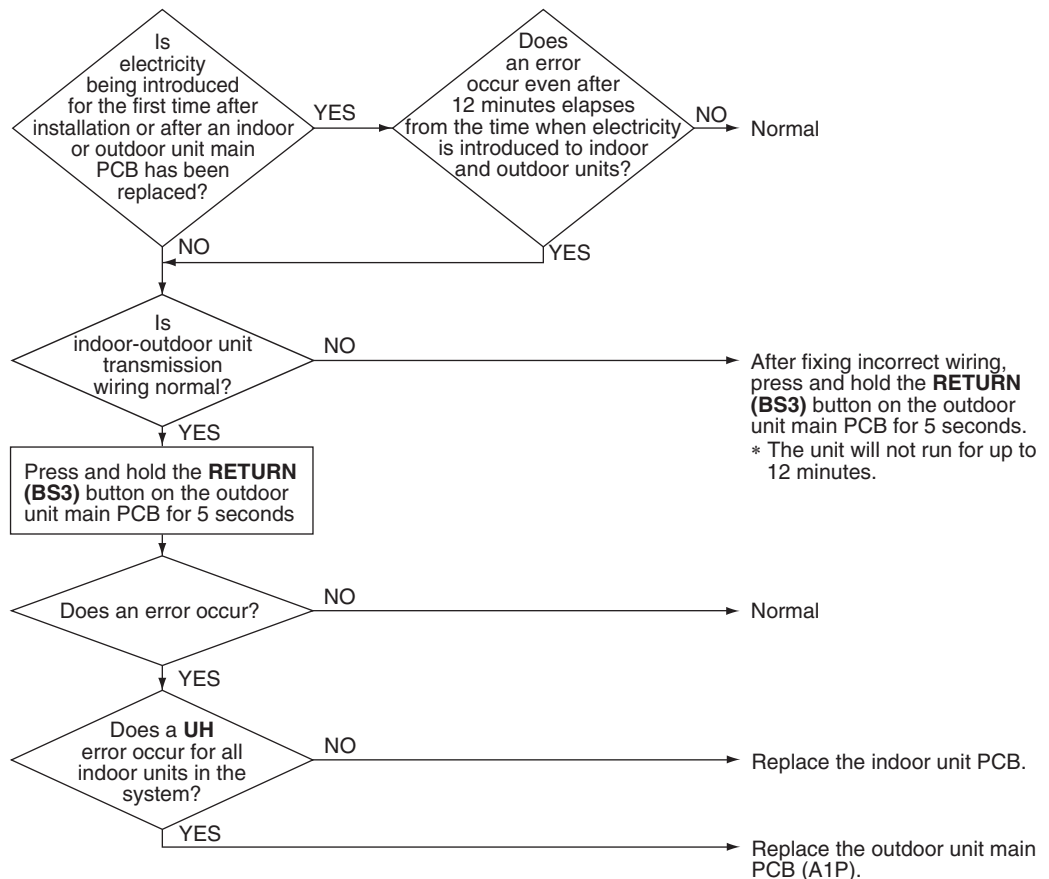 Is
electricity
being introduced
for the first time after
installation or after an indoor
or outdoor unit main
PCB has been
replaced?
YES
Does
an error
occur even after
12 minutes elapses
from the time when electricity
is introduced to indoor
and outdoor units?
NO
Normal
NO
YES
Is
indoor-outdoor unit
transmission
wiring normal?
NO
After fixing incorrect wiring,
press and hold the RETURN
(BS3) button on the outdoor
unit main PCB for 5 seconds.
* The unit will not run for up to
12 minutes.
YES
Press and hold the RETURN
(BS3) button on the outdoor
unit main PCB for 5 seconds
Does an error occur?
NO
Normal
YES
Does a UH
error occur for all
indoor units in the
system?
NO
Replace the indoor unit PCB.
YES
Replace the outdoor unit main
PCB (A1P).